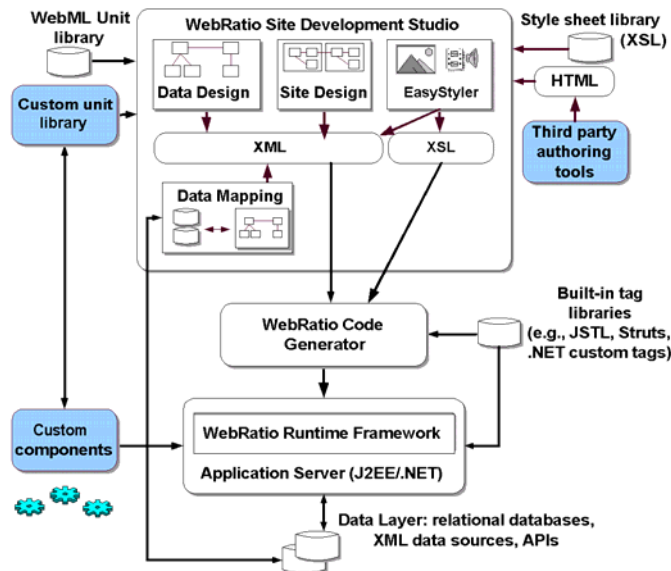 WebML Unit
library
WebRatio Site Development Studio
Style sheet library
(XSL)
Data Design
Site Design
EasyStyler
HTML
Custom unit
library
Third party
authoring
tools
XML
XSL
Data Mapping
WebRatio Code
Generator
Built-in tag
libraries
(e.g., JSTL, Struts,
.NET custom tags)
Custom
components
WebRatio Runtime Framework
Application Server (J2EE/.NET)
Data Layer: relational databases,
XML data sources, APIs